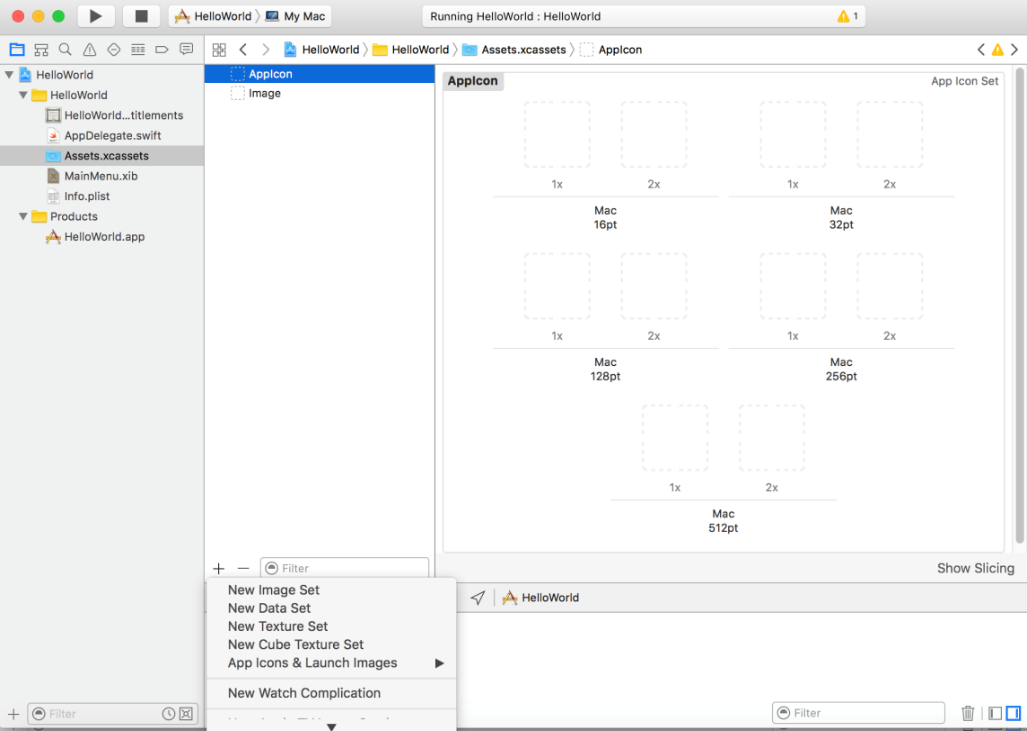 HelloWorld My Mac
Running HelloWorld : HelloWorld
1
HelloWorld HelloWorld Assets.xcassets AppIcon
HelloWorld
HelloWorld
HelloWorld...titlements
AppDelegate.swift
Assets.xcassets
MainMenu.xib
Info.plist
Products
HelloWorld.app
Filter
AppIcon
Image
Filter
New Image Set
New Data Set
New Texture Set
New Cube Texture Set
App Icons & Launch Images
New Watch Complication
AppIcon
App Icon Set
1x 2x 1x 2x
Mac Mac
16pt 32pt
1x 2x 1x 2x
Mac Mac
128pt 256pt
1x 2x
Mac
512pt
Show Slicing
HelloWorld
Filter